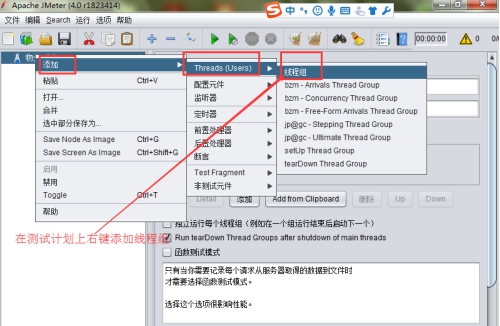 Apache JMeter (4.0 r1823414)
中
文件 编辑 Search 运行 选项 帮助
00:00:00
0
添加
粘贴 Ctrl+V
打开...
合并
选中部分保存为...
Save Node As Image Ctrl+G
Save Screen As Image Ctrl+Shift+G
启用
禁用
Toggle Ctrl+T
帮助
Threads (Users)
配置元件
监听器
定时器
前置处理器
后置处理器
断言
Test Fragment
非测试元件
线程组
bzm - Arrivals Thread Group
bzm - Concurrency Thread Group
bzm - Free-Form Arrivals Thread Group
jp@gc - Stepping Thread Group
jp@gc - Ultimate Thread Group
setUp Thread Group
tearDown Thread Group
Detail 添加 Add from Clipboard 删除 Up Down
在测试计划上右键添加线程组
独立运行每个线程组（例如在一个组运行结束后启动下一个）
Run tearDown Thread Groups after shutdown of main threads
函数测试模式
只有当你需要记录每个请求从服务器取得的数据到文件时
才需要选择函数测试模式。
选择这个选项很影响性能。